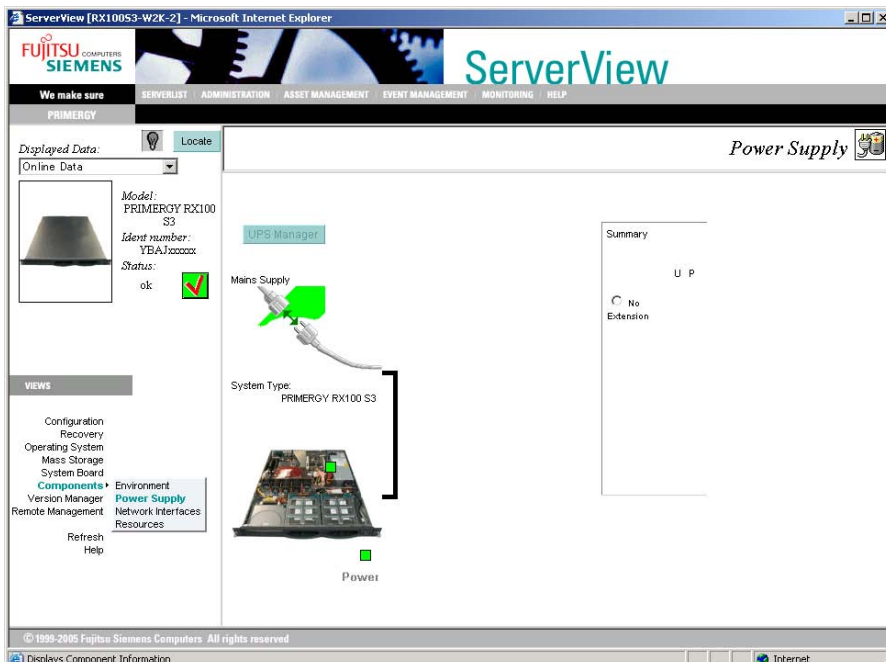 ServerView [RX100S3-W2K-2] - Microsoft Internet Explorer
FUJITSU COMPUTERS
SIEMENS
ServerView
We make sure
SERVERLIST | ADMINISTRATION | ASSET MANAGEMENT | EVENT MANAGEMENT | MONITORING | HELP
PRIMERGY
Displayed Data:
Locate
Online Data
Power Supply
Model:
PRIMERGY RX100
S3
Ident number:
YBAJxxxxxx
Status:
ok
UPS Manager
Mains Supply
Summary
U P
No
Extension
VIEWS
System Type:
PRIMERGY RX100 S3
Configuration
Recovery
Operating System
Mass Storage
System Board
Components
Version Manager
Remote Management
Refresh
Help
Environment
Power Supply
Network Interfaces
Resources
Power
© 1999-2005 Fujitsu Siemens Computers All rights reserved
Displays Component Information
Internet